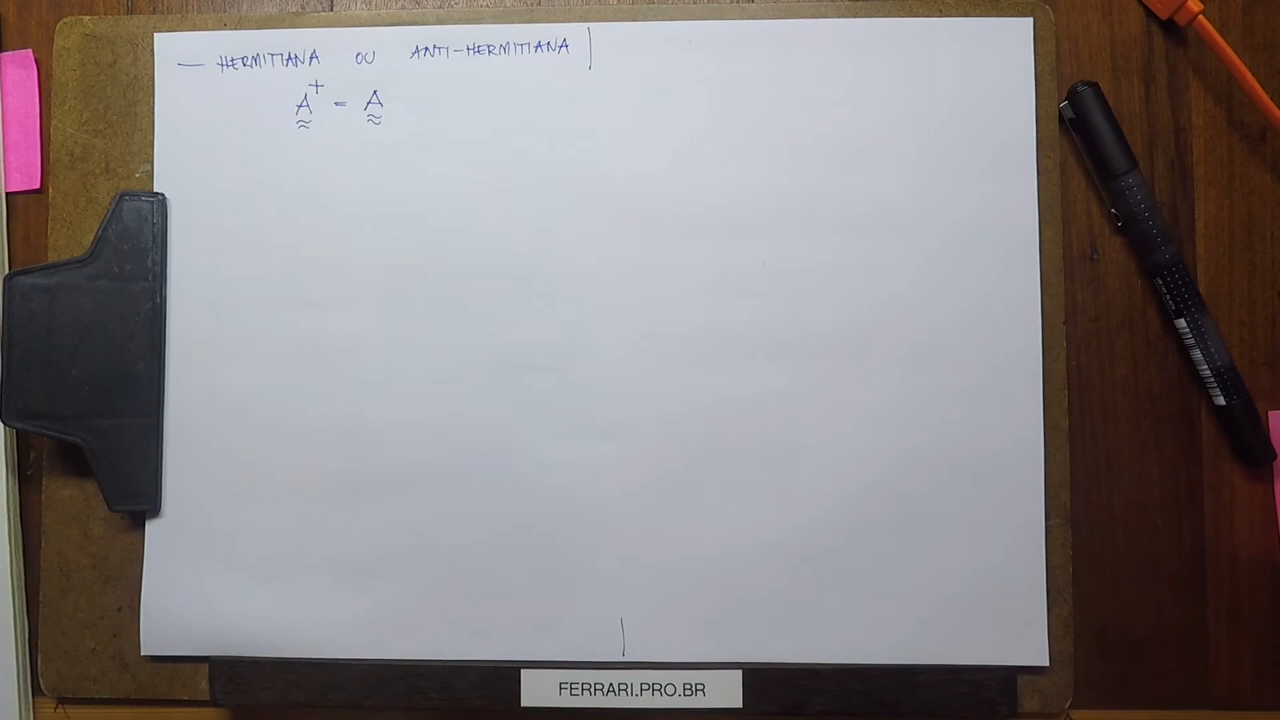 — HERMITIANA OU ANTI-HERMITIANA
A⁺ = A
FERRARI.PRO.BR